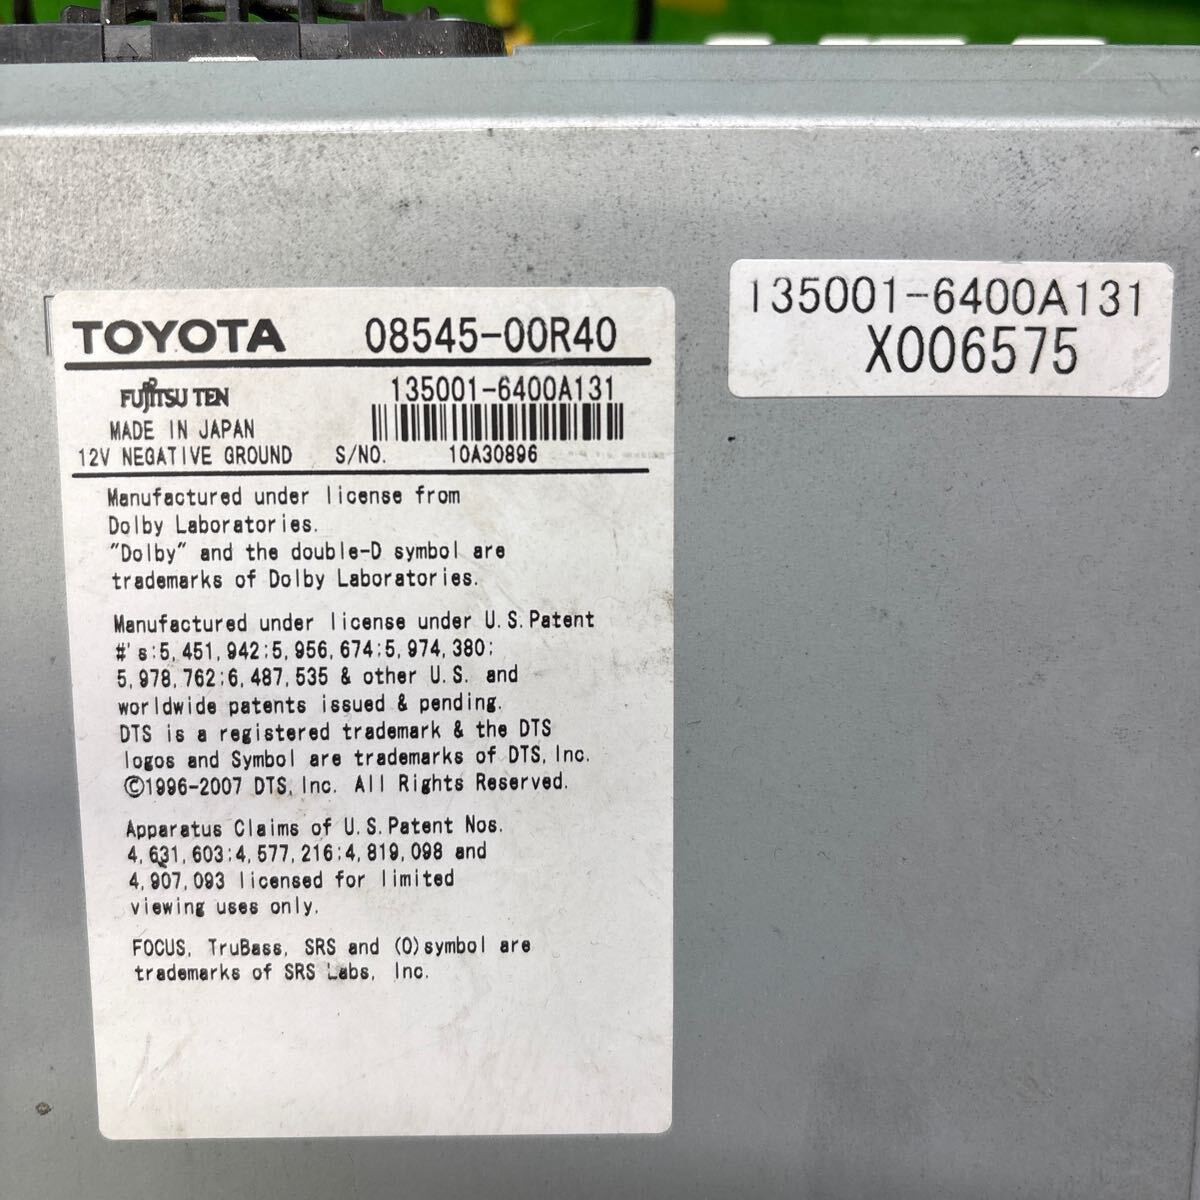 TOYOTA 08545-00R40
FUJITSU TEN 135001-6400A131
MADE IN JAPAN
12V NEGATIVE GROUND S/NO. 10A30896
Manufactured under license from
Dolby Laboratories.
"Dolby" and the double-D symbol are
trademarks of Dolby Laboratories.
Manufactured under license under U.S.Patent
#'s:5,451,942;5,956,674;5,974,380;
5,978,762;6,487,535 & other U.S. and
worldwide patents issued & pending.
DTS is a registered trademark & the DTS
logos and Symbol are trademarks of DTS,Inc.
©1996-2007 DTS,Inc. All Rights Reserved.
Apparatus Claims of U.S.Patent Nos.
4,631,603;4,577,216;4,819,098 and
4,907,093 licensed for limited
viewing uses only.
FOCUS, TruBass, SRS and (O)symbol are
trademarks of SRS Labs, Inc.
135001-6400A131
X006575